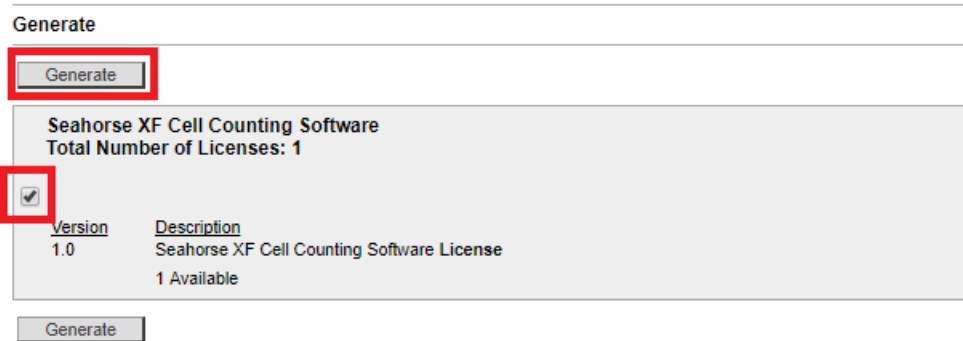 Generate
Generate
Seahorse XF Cell Counting Software
Total Number of Licenses: 1
Version Description
1.0 Seahorse XF Cell Counting Software License
1 Available
Generate